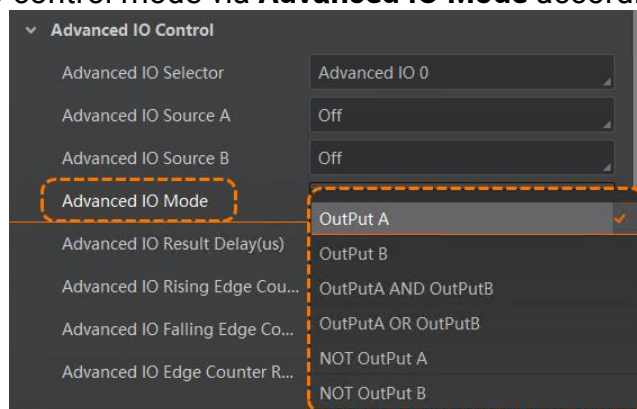 control mode via Advanced IO Mode
Advanced IO Control
Advanced IO Selector Advanced IO 0
Advanced IO Source A Off
Advanced IO Source B Off
Advanced IO Mode
OutPut A
Advanced IO Result Delay(us)
OutPut B
Advanced IO Rising Edge Cou...
OutPutA AND OutPutB
Advanced IO Falling Edge Co...
OutPutA OR OutPutB
NOT OutPut A
Advanced IO Edge Counter R...
NOT OutPut B